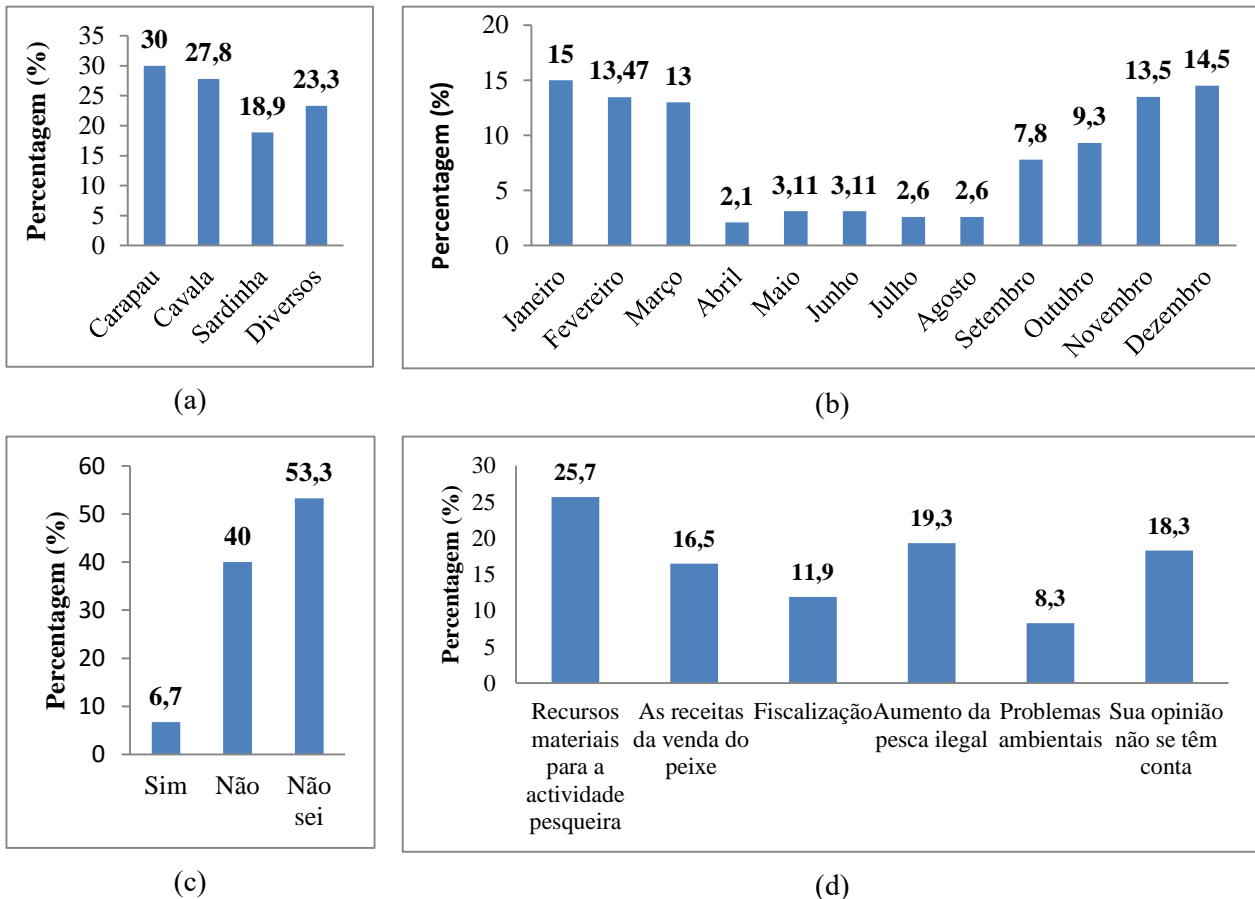 Percentagem (%)
35
30
25
20
15
10
5
0
30
27,8
18,9
23,3
Carapau
Cavala
Sardinha
Diversos
(a)
Percentagem (%)
20
15
10
5
0
15
13,47
13
2,1
3,11
3,11
2,6
2,6
7,8
9,3
13,5
14,5
Janeiro
Fevereiro
Março
Abril
Maio
Junho
Julho
Agosto
Setembro
Outubro
Novembro
Dezembro
(b)
Percentagem (%)
60
50
40
30
20
10
0
6,7
40
53,3
Sim
Não
Não
sei
(c)
Percentagem (%)
30
25
20
15
10
5
0
25,7
16,5
11,9
19,3
8,3
18,3
Recursos
materiais
para a
actividade
pesqueira
As receitas
da venda do
peixe
Fiscalização
Aumento da
pesca ilegal
Problemas
ambientais
Sua opinião
não se têm
conta
(d)